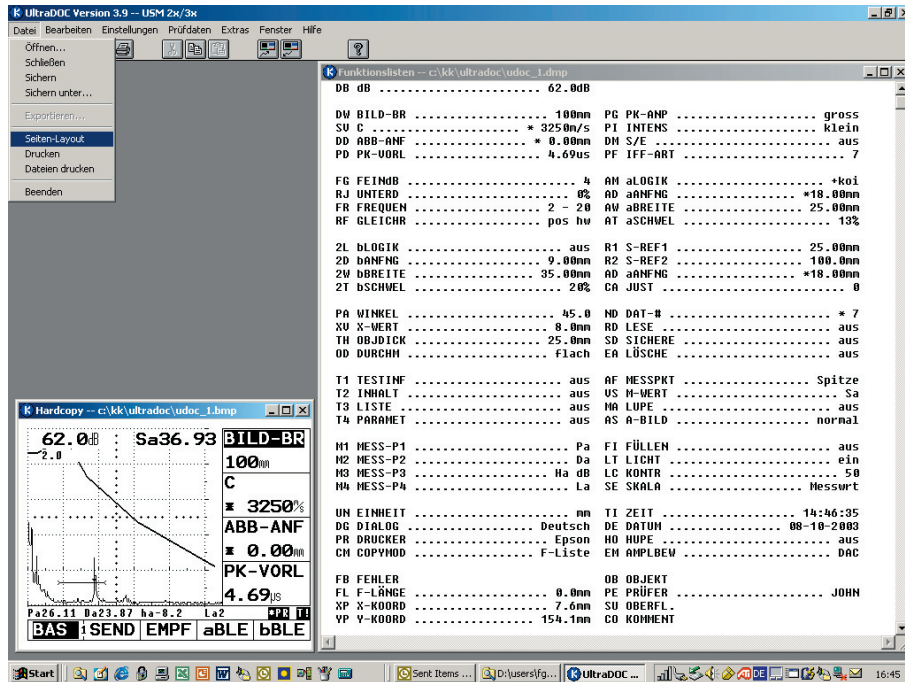 UltraDOC Version 3.9 -- USM 2x/3x
Datei Bearbeiten Einstellungen Prüfdaten Extras Fenster Hilfe
Öffnen...
Schließen
Sichern
Sichern unter...
Exportieren...
Seiten-Layout
Drucken
Dateien drucken
Beenden
Funktionslisten -- c:\kk\ultradoc\udoc_1.dmp
DB dB ....................... 62.0dB
DW BILD-BR .................. 100mm PG PK-ANP ................... gross
SV C ..................... * 3250m/s PI INTENS ................... klein
DD ABB-ANF ................ * 0.00mm DM S/E ........................ aus
PD PK-VORL .................. 4.69us PF IFF-ART ...................... 7
FG FEINdB ........................ 4 AM aLOGIK .................... +koi
RJ UNTERD ....................... 0% AD aANFNG ................ *18.00mm
FR FREQUEN ................. 2 - 20 AW aBREITE ................ 25.00mm
RF GLEICHR .................. pos hw AT aSCHWEL .................... 13%
2L bLOGIK ...................... aus R1 S-REF1 ................. 25.00mm
2D bANFNG ................... 9.00mm R2 S-REF2 ................. 100.0mm
2W bBREITE ................. 35.00mm AD aANFNG ................ *18.00mm
2T bSCHWEL ..................... 20% CA JUST ......................... 0
PA WINKEL ..................... 45.0 ND DAT-# ...................... * 7
XV X-WERT .................... 8.0mm RD LESE ....................... aus
TH OBJDICK .................. 25.0mm SD SICHERE .................... aus
OD DURCHM .................... flach EA LÖSCHE ..................... aus
T1 TESTINF ..................... aus AF MESSPKT ................. Spitze
T2 INHALT ...................... aus VS M-WERT ...................... Sa
T3 LISTE ....................... aus MA LUPE ....................... aus
T4 PARAMET ..................... aus AS A-BILD .................. normal
M1 MESS-P1 ...................... Pa FI FÜLLEN ..................... aus
M2 MESS-P2 ...................... Da LT LICHT ...................... ein
M3 MESS-P3 ................... Ha dB LC KONTR ....................... 50
M4 MESS-P4 ...................... La SE SKALA .................. Messwrt
UN EINHEIT ...................... mm TI ZEIT .................. 14:46:35
DG DIALOG .................. Deutsch DE DATUM ............... 08-10-2003
PR DRUCKER ................... Epson HO HUPE ....................... aus
CM COPYMOD ................. F-Liste EM AMPLBEW .................... DAC
FB FEHLER OB OBJEKT
FL F-LÄNGE ................... 0.0mm PE PRÜFER .................... JOHN
XP X-KOORD ................... 7.6mm SU OBERFL.
YP Y-KOORD ................. 154.1mm CO KOMMENT
Hardcopy -- c:\kk\ultradoc\udoc_1.bmp
62.0dB : Sa36.93 BILD-BR
2.0
100mm
C
* 3250
ABB-ANF
* 0.00mm
PK-VORL
4.69µs
Pa26.11 Da23.87 ha-8.2 La2 *PR T!
BAS 1SEND EMPF aBLE bBLE
Start Sent Items ... D:\users\fg... UltraDOC ... DE 16:45